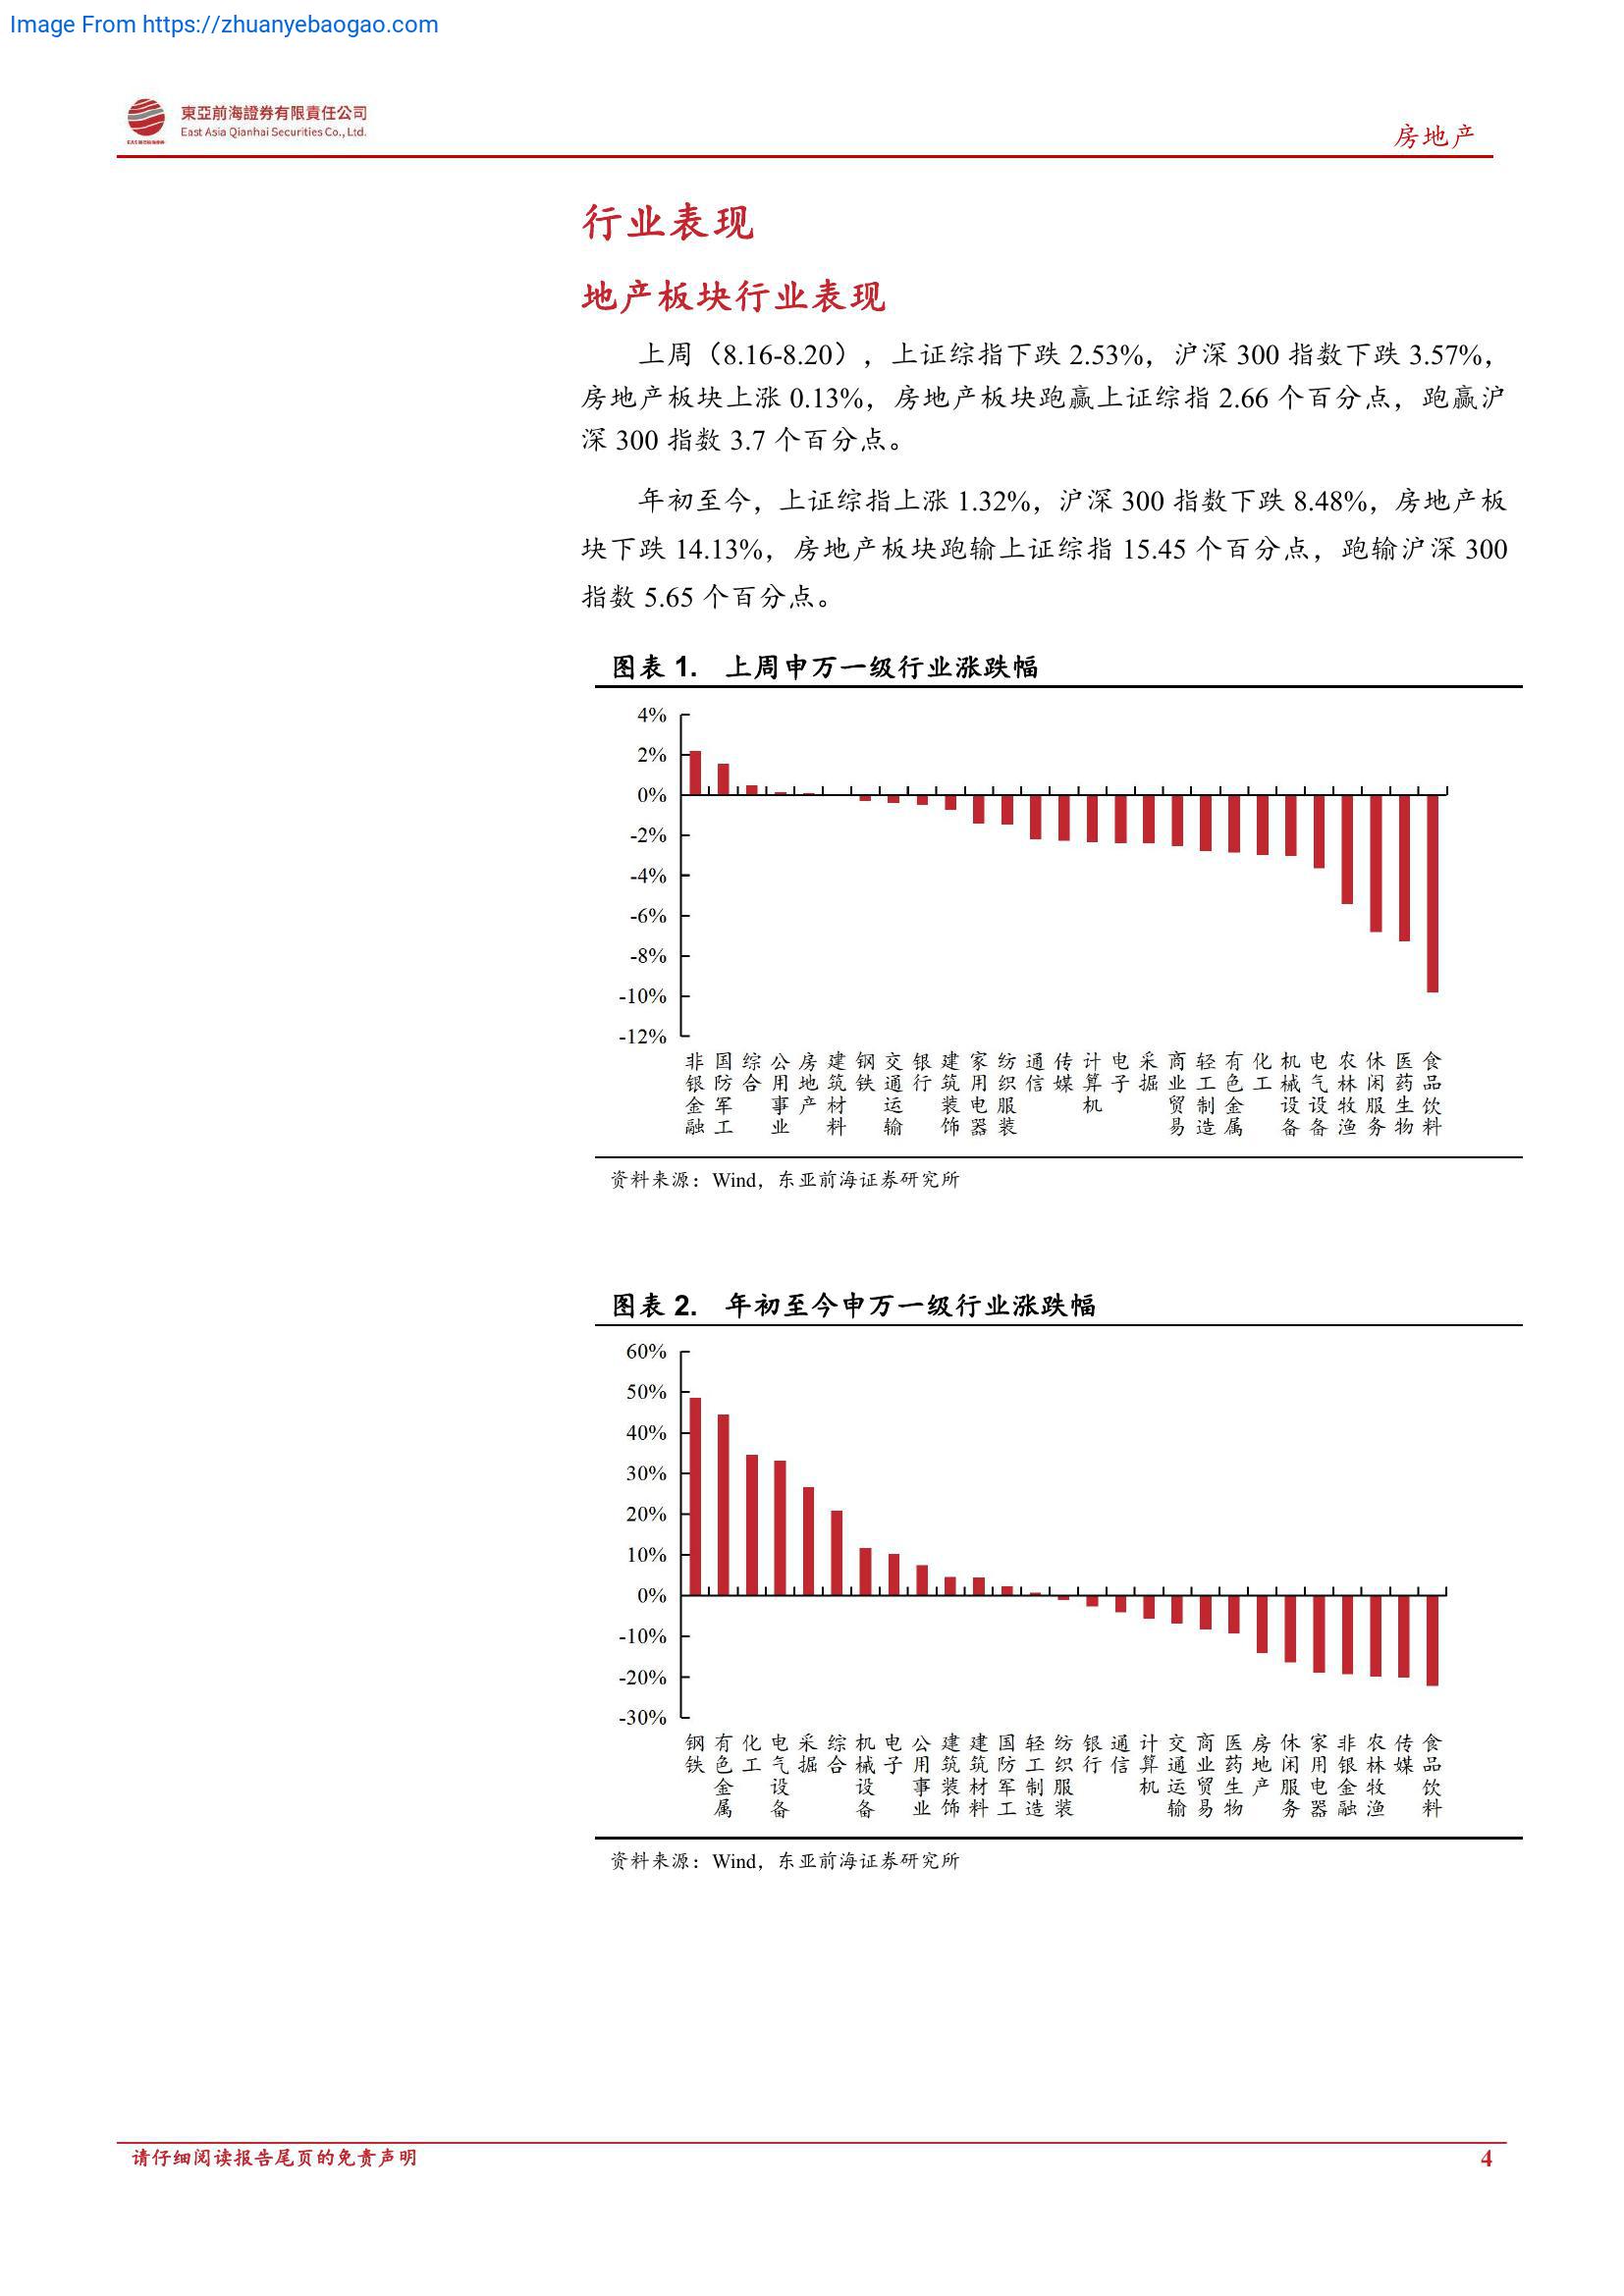 Image From https://zhuanyebaogao.com
東亞前海證券有限責任公司
East Asia Qianhai Securities Co., Ltd.
房地产
行业表现
地产板块行业表现
上周（8.16-8.20），上证综指下跌 2.53%，沪深 300 指数下跌 3.57%，
房地产板块上涨 0.13%，房地产板块跑赢上证综指 2.66 个百分点，跑赢沪
深 300 指数 3.7 个百分点。
年初至今，上证综指上涨 1.32%，沪深 300 指数下跌 8.48%，房地产板
块下跌 14.13%，房地产板块跑输上证综指 15.45 个百分点，跑输沪深 300
指数 5.65 个百分点。
图表 1. 上周申万一级行业涨跌幅
4%
2%
0%
-2%
-4%
-6%
-8%
-10%
-12%
非银金融
国防军工
综合
公用事业
房地产
建筑材料
钢铁
交通运输
银行
建筑装饰
家用电器
纺织服装
通信
传媒
计算机
电子
采掘
商业贸易
轻工制造
有色金属
化工
机械设备
电气设备
农林牧渔
休闲服务
医药生物
食品饮料
资料来源：Wind，东亚前海证券研究所
图表 2. 年初至今申万一级行业涨跌幅
60%
50%
40%
30%
20%
10%
0%
-10%
-20%
-30%
钢铁
有色金属
化工
电气设备
采掘
综合
机械设备
电子
公用事业
建筑装饰
建筑材料
国防军工
轻工制造
纺织服装
银行
通信
计算机
交通运输
商业贸易
医药生物
房地产
休闲服务
家用电器
非银金融
农林牧渔
传媒
食品饮料
资料来源：Wind，东亚前海证券研究所
请仔细阅读报告尾页的免责声明
4